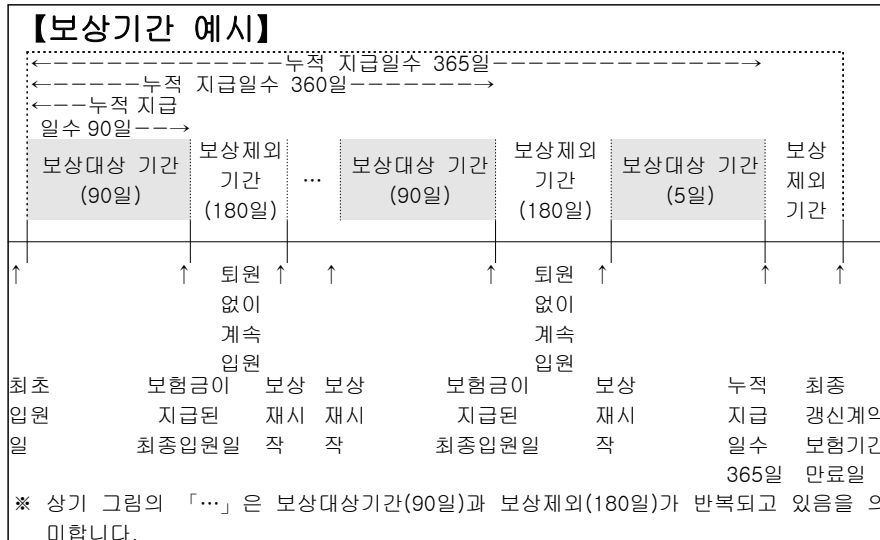 【보상기간 예시】
←-------------누적 지급일수 365일---------------→
←------누적 지급일수 360일--------→
←---누적 지급
일수 90일--→
보상대상 기간
(90일)
보상제외
기간
(180일)
…
보상대상 기간
(90일)
보상제외
기간
(180일)
보상대상 기간
(5일)
보상
제외
기간
↑ ↑ ↑ ↑ ↑ ↑ ↑ ↑
퇴원
없이
계속
입원
퇴원
없이
계속
입원
최초
입원
일
보험금이
지급된
최종입원일
보상
재시
작
보상
재시
작
보험금이
지급된
최종입원일
보상
재시
작
누적
지급
일수
365일
최종
갱신계약
보험기간
만료일
※ 상기 그림의 「…」은 보상대상기간(90일)과 보상제외(180일)가 반복되고 있음을 의
미합니다.